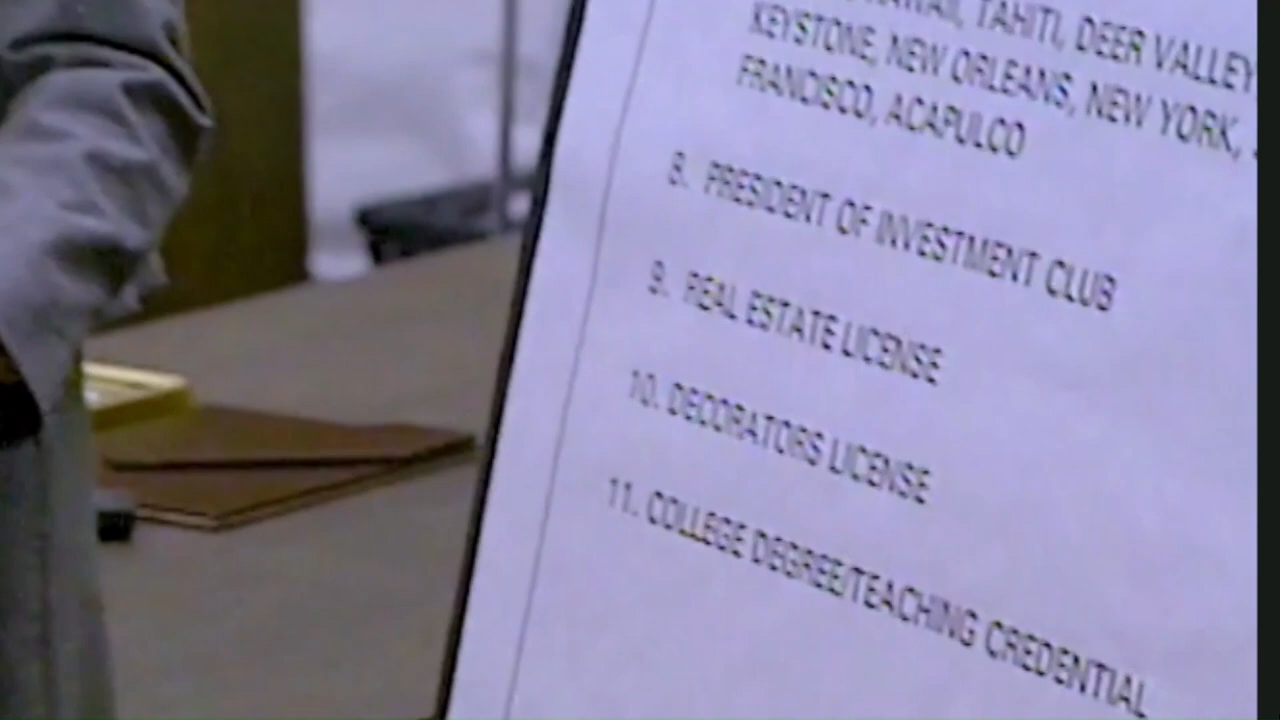 TAHITI, DEER VALLEY
KEYSTONE, NEW ORLEANS, NEW YORK,
FRANCISCO, ACAPULCO
8. PRESIDENT OF INVESTMENT CLUB
9. REAL ESTATE LICENSE
10. DECORATORS LICENSE
11. COLLEGE DEGREE/TEACHING CREDENTIAL